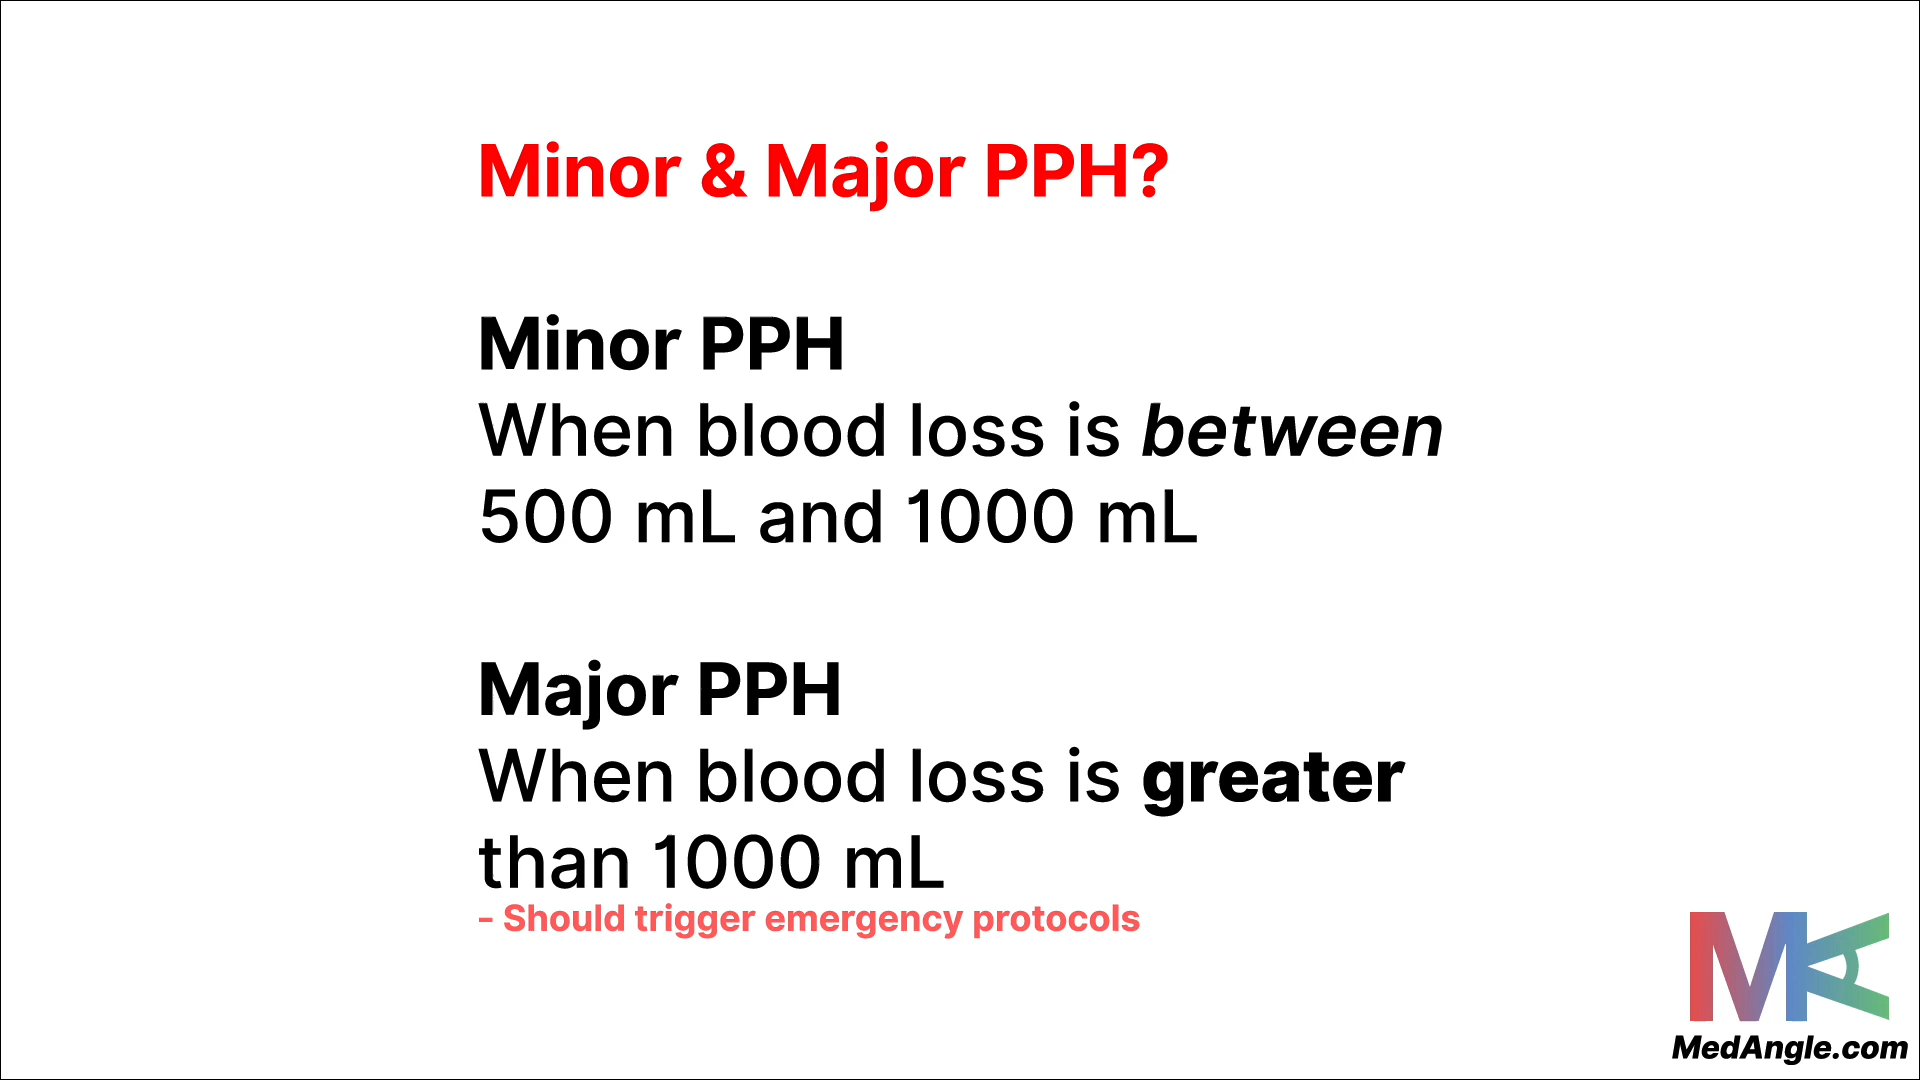 Minor & Major PPH?
Minor PPH
When blood loss is between
500 mL and 1000 mL
Major PPH
When blood loss is greater
than 1000 mL
- Should trigger emergency protocols
MA
MedAngle.com